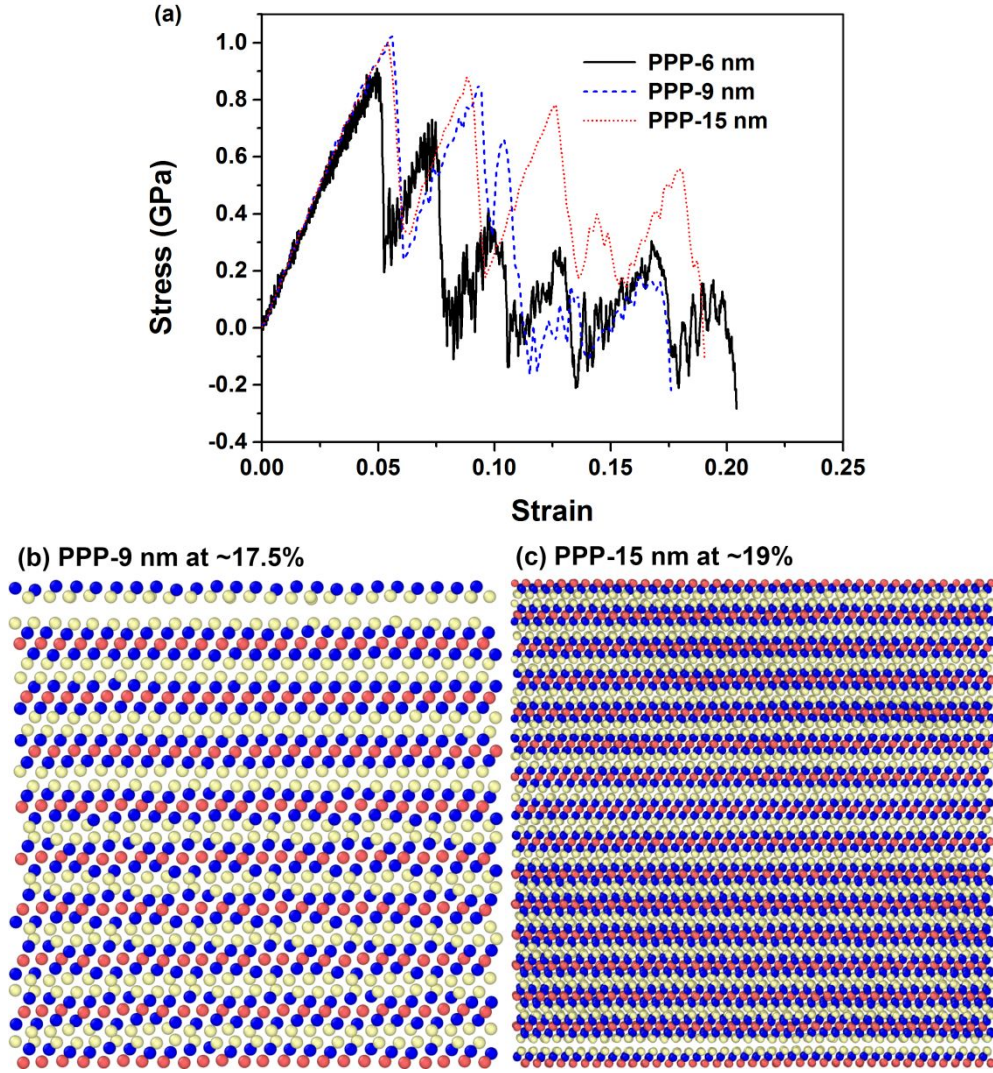 (a)
1.0
0.8
0.6
0.4
0.2
0.0
-0.2
-0.4
Stress (GPa)
PPP-6 nm
PPP-9 nm
PPP-15 nm
0.00 0.05 0.10 0.15 0.20 0.25
Strain
(b) PPP-9 nm at ~17.5%
(c) PPP-15 nm at ~19%